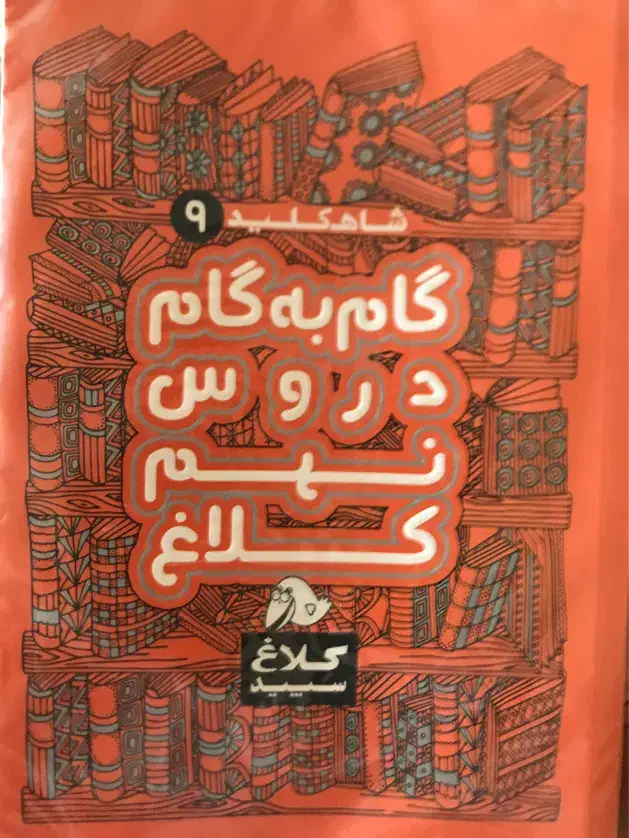 شاه کلید ۹
گام به گام
دروس
نهم
کلاغ
کلاغ
سپید